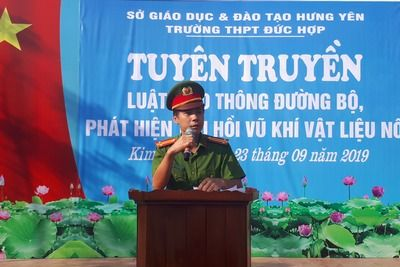 SỞ GIÁO DỤC & ĐÀO TẠO HƯNG YÊN
TRƯỜNG THPT ĐỨC HỢP
TUYÊN TRUYỀN
LUẬT THÔNG ĐƯỜNG BỘ,
PHÁT HIỆN HỒI VŨ KHÍ VẬT LIỆU NỔ
Kim 23 tháng 09 năm 2019